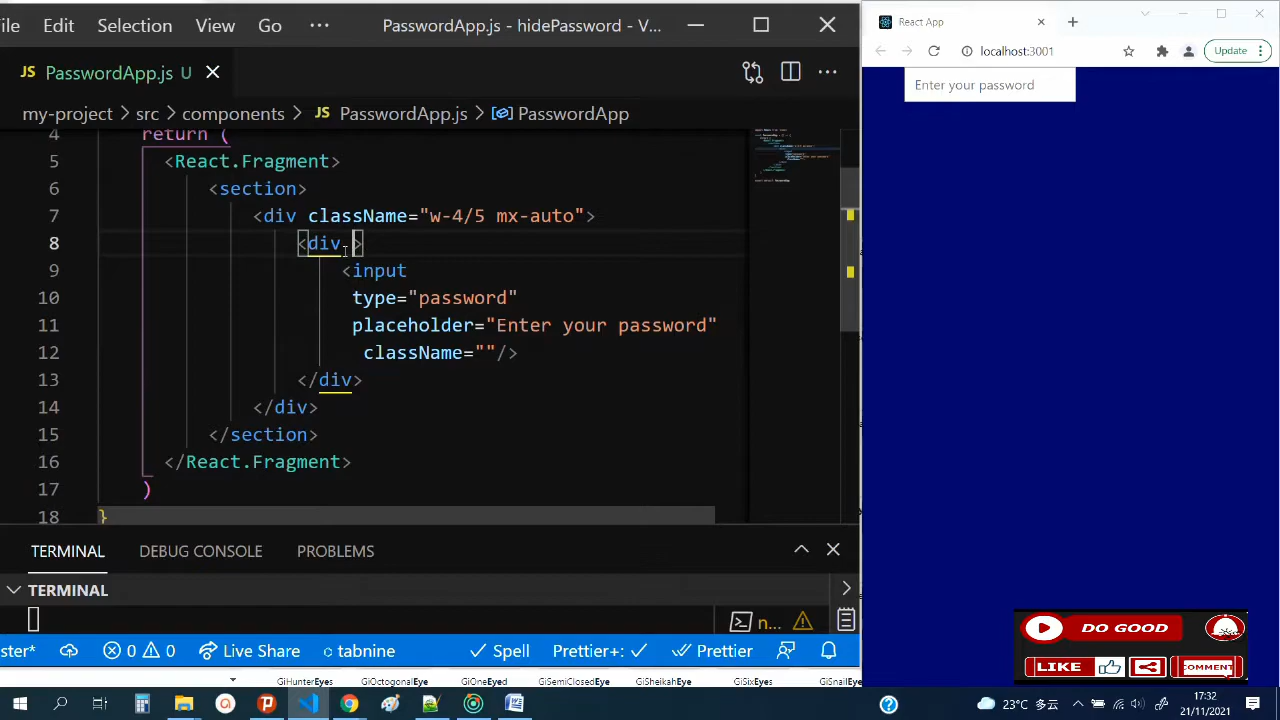 ile Edit Selection View Go ··· PasswordApp.js - hidePassword - V...
JS PasswordApp.js U
my-project > src > components > JS PasswordApp.js > PasswordApp
4 return (
5 <React.Fragment>
6 <section>
7 <div className="w-4/5 mx-auto">
8 <div >
9 <input
10 type="password"
11 placeholder="Enter your password"
12 className=""/>
13 </div>
14 </div>
15 </section>
16 </React.Fragment>
17 )
18 }
TERMINAL DEBUG CONSOLE PROBLEMS
TERMINAL
n...
ster* 0 0 Live Share tabnine Spell Prettier+: Prettier
React App
localhost:3001 Update
Enter your password
DO GOOD
LIKE COMMENT
GiHunterEyes GiSemiClosedEye GiSheikahEye GiSixEyes GiSnailEy
23°C 多云 17:32
21/11/2021